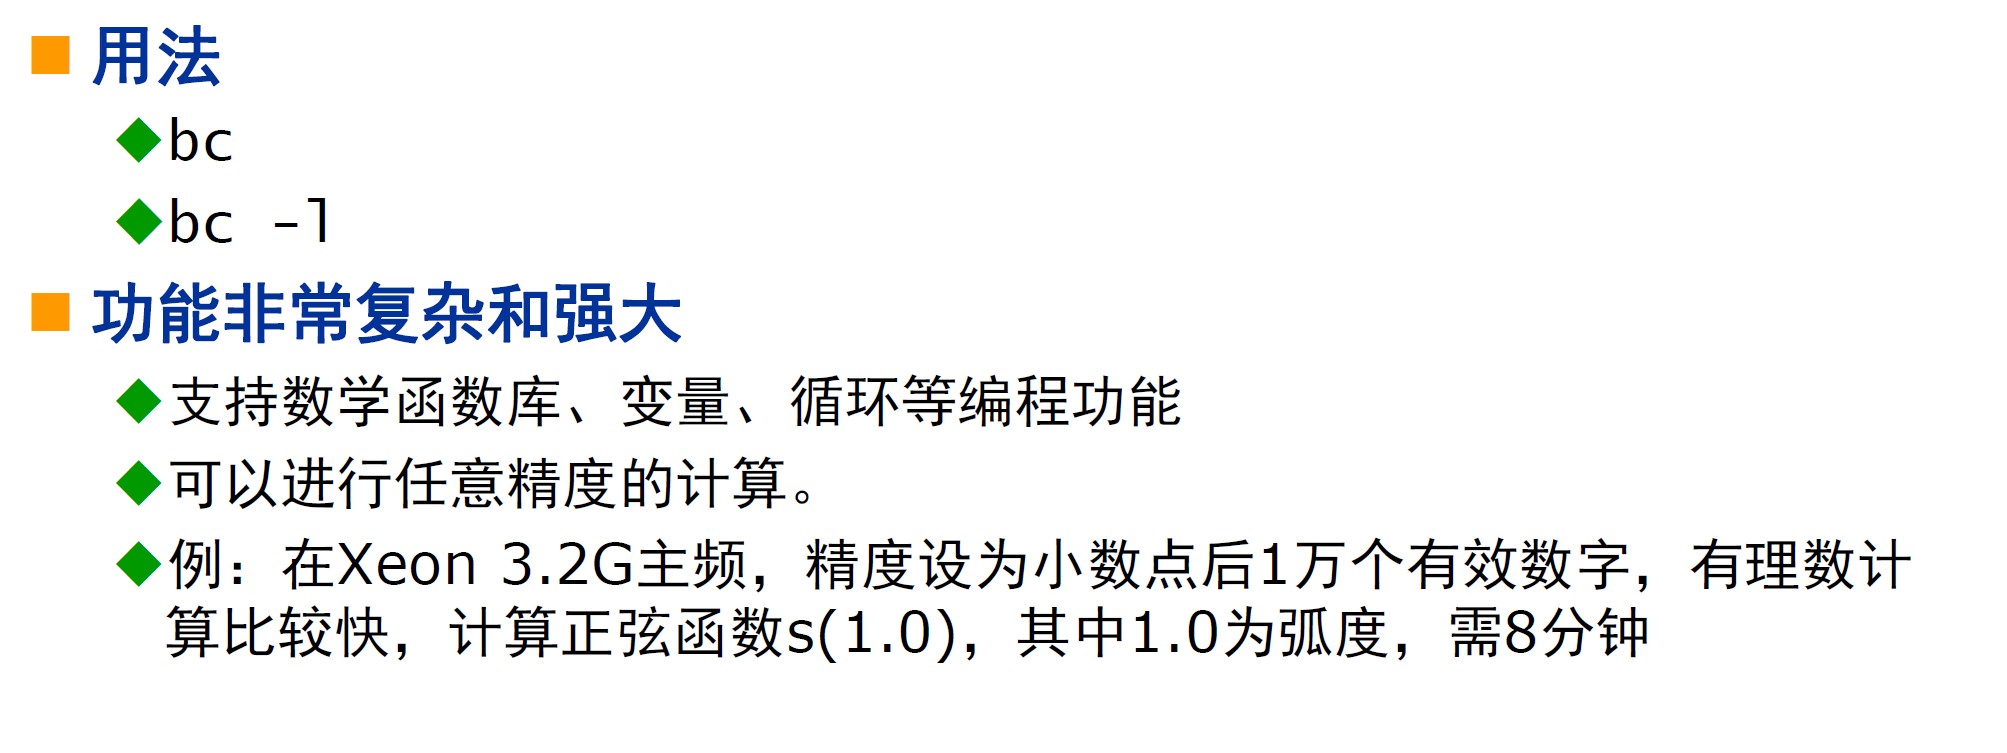 用法
bc
bc -l
功能非常复杂和强大
支持数学函数库、变量、循环等编程功能
可以进行任意精度的计算。
例：在Xeon 3.2G主频，精度设为小数点后1万个有效数字，有理数计
算比较快，计算正弦函数s(1.0)，其中1.0为弧度，需8分钟